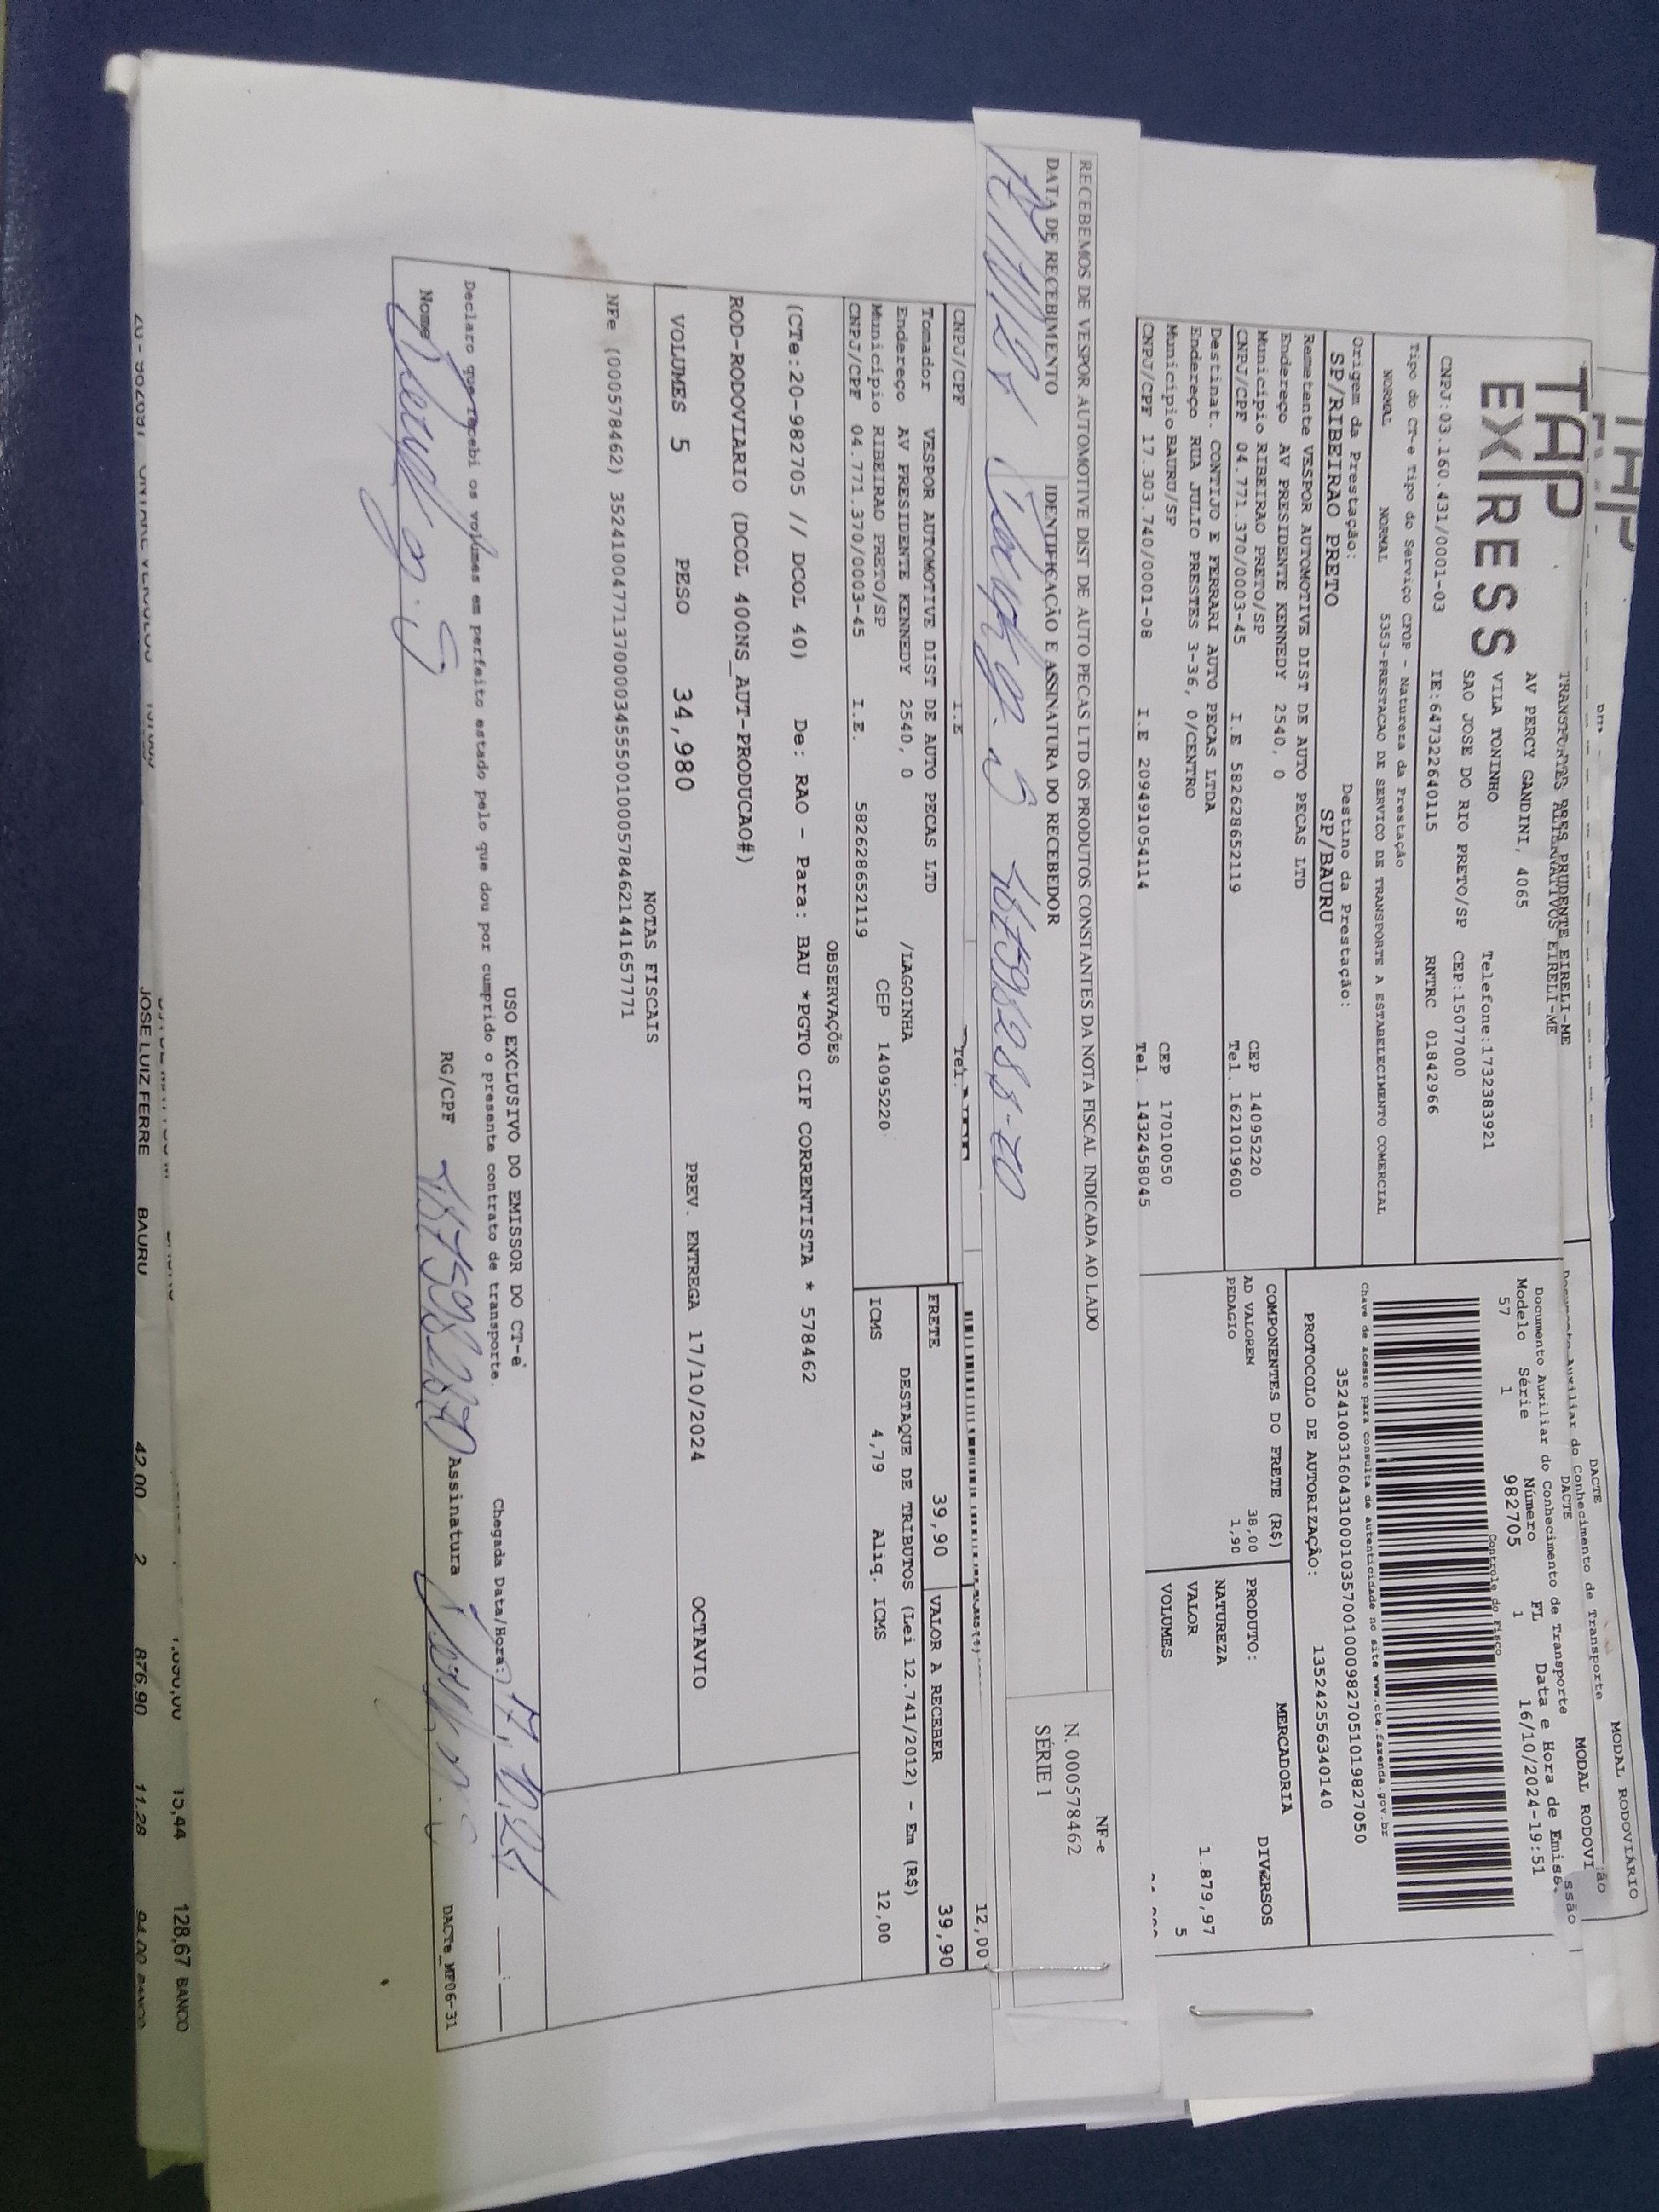 TAP
EXPRESS
TRANSPORTES
AV PERCY GANDINI, 4065
VILA TONINHO
SAO JOSE DO RIO PRETO/SP CEP:15077000
Telefone:1732383921
CNPJ:03.160.431/0001-03 IE:647322640115 RNTRC 01842966
DACTE
MODAL RODOVIÁRIO
DACTE MODAL RODOVI
Documento Auxiliar do Conhecimento de Transporte
Modelo Série Número FL Data e Hora de Emiss
57 1 982705 1 16/10/2024-19:51
Controle do Fisco
Chave de acesso para consulta de autenticidade no site www.cte.fazenda.gov.br
35241003160431000103570010009827051019827050
PROTOCOLO DE AUTORIZAÇÃO: 135242556340140
Tipo do CT-e Tipo do Serviço CFOP - Natureza da Prestação
NORMAL NORMAL 5353-PRESTACAO DE SERVICO DE TRANSPORTE A ESTABELECIMENTO COMERCIAL
Origem da Prestação: Destino da Prestação:
SP/RIBEIRAO PRETO SP/BAURU
Remetente VESPOR AUTOMOTIVE DIST DE AUTO PECAS LTD
Endereço AV PRESIDENTE KENNEDY 2540, 0
Município RIBEIRAO PRETO/SP CEP 14095220
CNPJ/CPF 04.771.370/0003-45 I.E 582628652119 Tel. 1621019600
Destinat. CONTIJO E FERRARI AUTO PECAS LTDA
Endereço RUA JULIO PRESTES 3-36, 0/CENTRO
Município BAURU/SP CEP 17010050
CNPJ/CPF 17.303.740/0001-08 I.E 209491054114 Tel. 1432458045
COMPONENTES DO FRETE (R$)
AD VALOREM 38,00
PEDAGIO 1,90
MERCADORIA
PRODUTO: DIVERSOS
NATUREZA
VALOR 1.879,97
VOLUMES 5
RECEBEMOS DE VESPOR AUTOMOTIVE DIST DE AUTO PECAS LTD OS PRODUTOS CONSTANTES DA NOTA FISCAL INDICADA AO LADO
DATA DE RECEBIMENTO IDENTIFICAÇÃO E ASSINATURA DO RECEBEDOR
NF-e
N. 000578462
SÉRIE 1
CNPJ/CPF I.E Tel.
12,00
Tomador VESPOR AUTOMOTIVE DIST DE AUTO PECAS LTD
Endereço AV PRESIDENTE KENNEDY 2540, 0 /LAGOINHA
Município RIBEIRAO PRETO/SP CEP 14095220
CNPJ/CPF 04.771.370/0003-45 I.E. 582628652119
FRETE 39,90 VALOR A RECEBER 39,90
DESTAQUE DE TRIBUTOS (Lei 12.741/2012) - Em (R$)
ICMS 4,79 Aliq. ICMS 12,00
OBSERVAÇÕES
(CTe:20-982705 // DCOL 40) De: RAO - Para: BAU *PGTO CIF CORRENTISTA * 578462
ROD-RODOVIARIO (DCOL 40ONS_AUT-PRODUCAO#)
VOLUMES 5 PESO 34,980 PREV. ENTREGA 17/10/2024 OCTAVIO
NOTAS FISCAIS
NFe (000578462) 35241004771370000345550010005784621441657771
USO EXCLUSIVO DO EMISSOR DO CT-e
Declaro que recebi os volumes em perfeito estado pelo que dou por cumprido o presente contrato de transporte. Chegada Data/Hora: 17,10,24
Nome RG/CPF Assinatura
DACTe_MF06-31
15,44 128,67 BANCO
JOSE LUIZ FERRE BAURU 42,00 2 876,90 11,28 94,00 BANCO